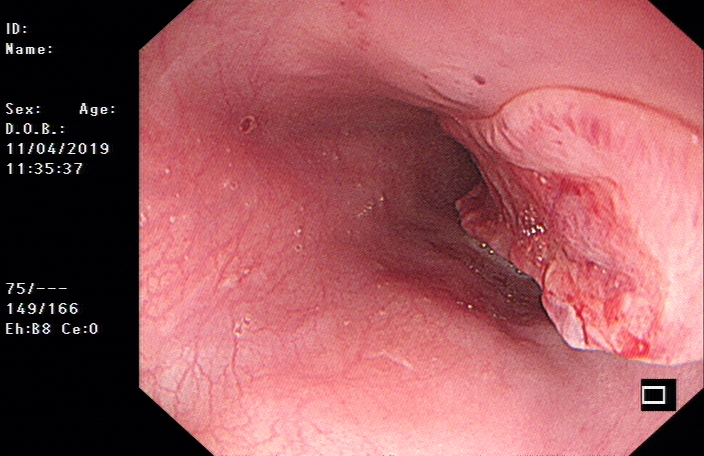 ID:
Name:
Sex: Age:
D.O.B.:
11/04/2019
11:35:37
75/---
149/166
Eh:B8 Ce:0